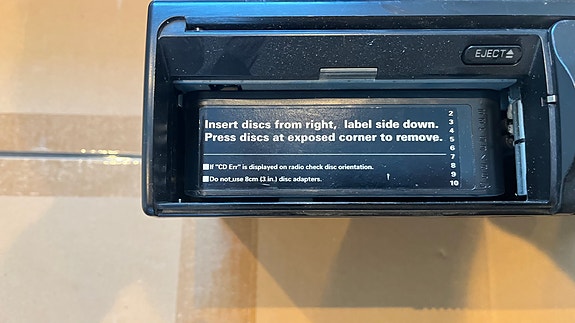 EJECT
Insert discs from right, label side down.
Press discs at exposed corner to remove.
If "CD Err" is displayed on radio check disc orientation.
Do not use 8cm (3 in.) disc adapters.
2
3
4
5
6
7
8
9
10